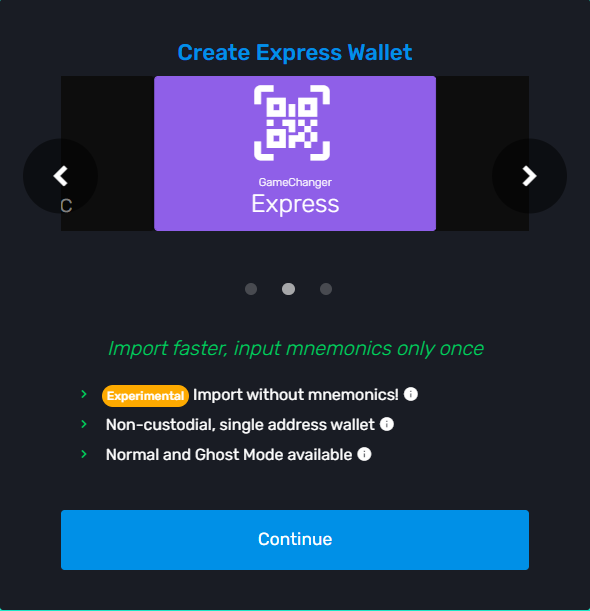 Create Express Wallet
C
GameChanger
Express
Import faster, input mnemonics only once
Experimental Import without mnemonics!
Non-custodial, single address wallet
Normal and Ghost Mode available
Continue